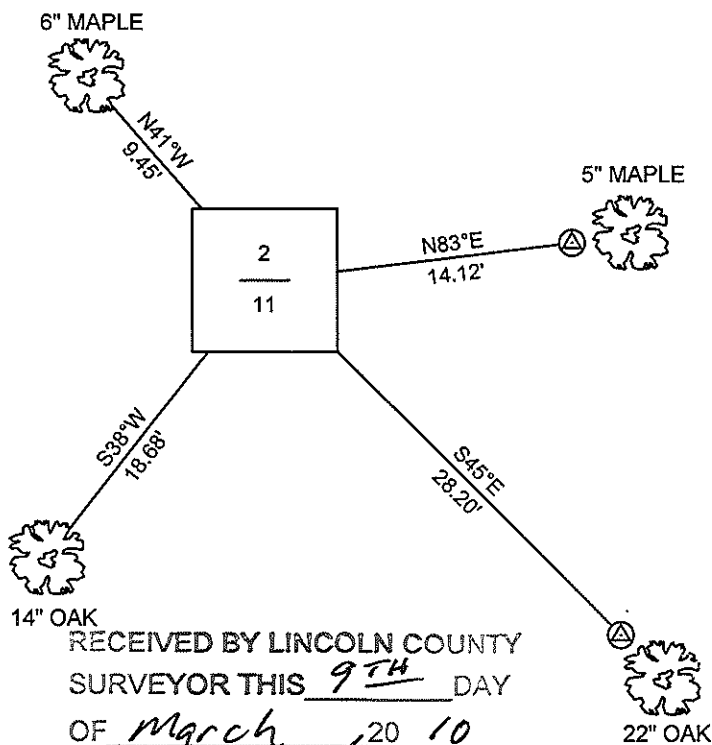 6" MAPLE
N41°W
9.45'
5" MAPLE
N83°E
14.12'
2
11
S38°W
18.68'
S45°E
28.20'
14" OAK
RECEIVED BY LINCOLN COUNTY
SURVEYOR THIS 9TH DAY
OF March, 20 10
22" OAK